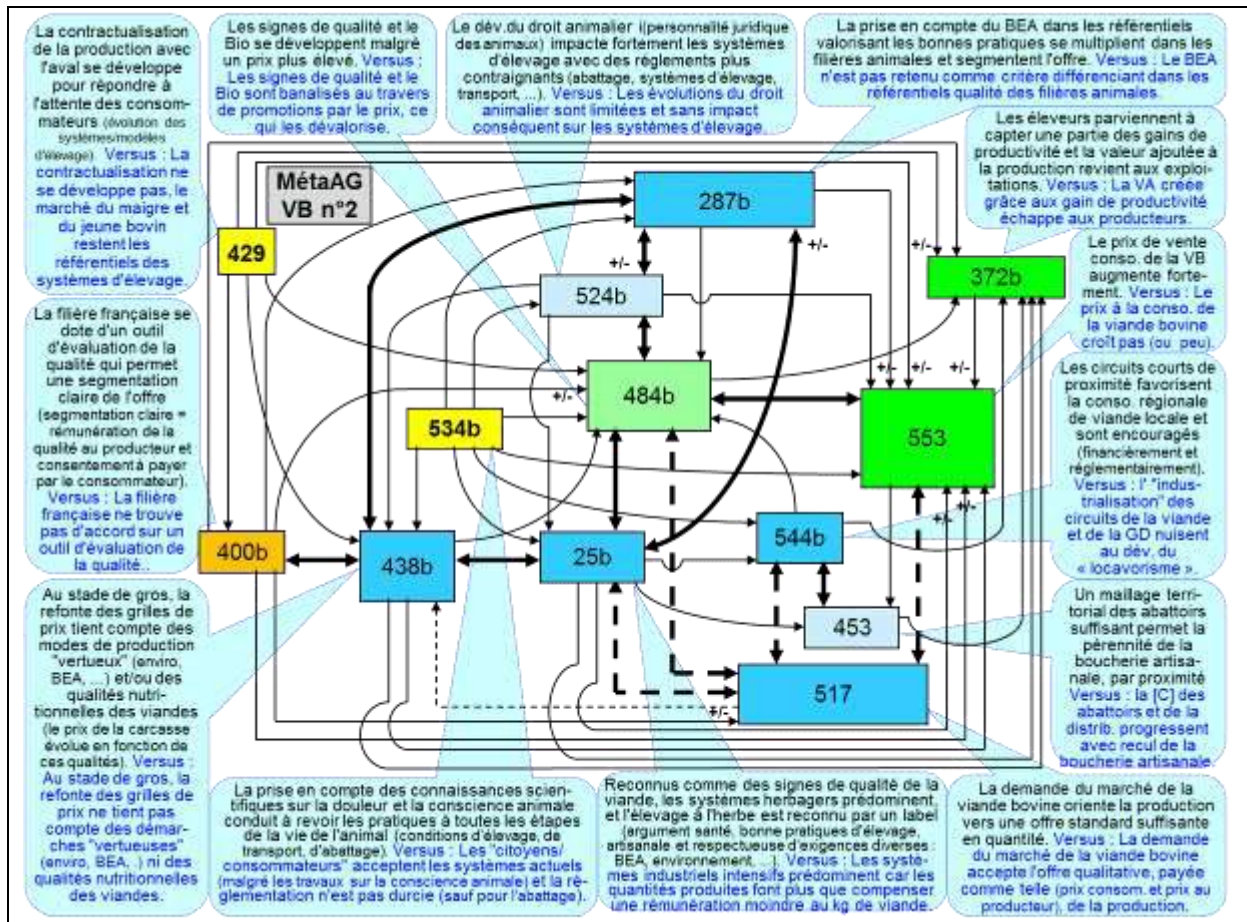 La contractualisation
de la production avec
l'aval se développe
pour répondre à
l'attente des consom-
mateurs (évolution des
systèmes/modèles
d'élevage). Versus : La
contractualisation ne
se développe pas, le
marché du maigre et
du jeune bovin
restent les
référentiels des
systèmes d'élevage.
Les signes de qualité et le
Bio se développent malgré
un prix plus élevé. Versus :
Les signes de qualité et le
Bio sont banalisés au travers
de promotions par le prix, ce
qui les dévalorise.
Le dév.du droit animalier (personnalité juridique
des animaux) impacte fortement les systèmes
d'élevage avec des réglements plus
contraignants (abattage, systèmes d'élevage,
transport, ...). Versus : Les évolutions du droit
animalier sont limitées et sans impact
conséquent sur les systèmes d'élevage.
La prise en compte du BEA dans les référentiels
valorisant les bonnes pratiques se multiplient dans les
filières animales et segmentent l'offre. Versus : Le BEA
n'est pas retenu comme critère différenciant dans les
référentiels qualité des filières animales.
Les éleveurs parviennent à
capter une partie des gains de
productivité et la valeur ajoutée à
la production revient aux exploi-
tations. Versus : La VA créée
grâce aux gain de productivité
échappe aux producteurs.
Le prix de vente
conso. de la VB
augmente forte-
ment. Versus : Le
prix à la conso. de
la viande bovine
croît pas (ou peu).
MétaAG
VB n°2
287b
429
+/-
+/-
+/-
372b
524b
La filière française se
dote d'un outil
d'évaluation de la
qualité qui permet
une segmentation
claire de l'offre
(segmentation claire =
rémunération de la
qualité au producteur et
consentement à payer
par le consommateur).
Versus : La filière
française ne trouve
pas d'accord sur un
outil d'évaluation de
la qualité..
+/-
+/-
+/-
+/-
484b
553
534b
Les circuits courts de
proximité favorisent
la conso. régionale
de viande locale et
sont encouragés
(financièrement et
réglementairement).
Versus : l' "indus-
trialisation" des
circuits de la viande
et de la GD nuisent
au dév. du
« locavorisme ».
+/-
+/-
400b
438b
25b
544b
453
517
+/-
Au stade de gros, la
refonte des grilles de
prix tient compte des
modes de production
"vertueux" (enviro,
BEA, ...) et/ou des
qualités nutri-
tionnelles des viandes
(le prix de la carcasse
évolue en fonction de
ces qualités). Versus :
Au stade de gros, la
refonte des grilles de
prix ne tient pas
compte des démar-
ches "vertueuses"
(enviro, BEA, .) ni des
qualités nutritionnelles
des viandes.
Un maillage terri-
torial des abattoirs
suffisant permet la
pérennité de la
boucherie artisa-
nale, par proximité
Versus : la [C] des
abattoirs et de la
distrib. progressent
avec recul de la
boucherie artisanale
La prise en compte des connaissances scien-
tifiques sur la douleur et la conscience animale
conduit à revoir les pratiques à toutes les étapes
de la vie de l'animal (conditions d'élevage, de
transport, d'abattage). Versus : Les "citoyens/
consommateurs" acceptent les systèmes actuels
(malgré les travaux sur la conscience animale) et la rè-
glementation n'est pas durcie (sauf pour l'abattage).
Reconnus comme des signes de qualité de la
viande, les systèmes herbagers prédominent,
et l'élevage à l'herbe est reconnu par un label
(argument santé, bonne pratiques d'élevage,
artisanale et respectueuse d'exigences diverses :
BEA, environnement, ...). Versus : Les systè-
mes industriels intensifs prédominent car les
quantités produites font plus que compenser
une rémunération moindre au kg de viande.
La demande du marché de la
viande bovine oriente la production
vers une offre standard suffisante
en quantité. Versus : La demande
du marché de la viande bovine
accepte l'offre qualitative, payée
comme telle (prix consom. et prix au
producteur), de la production.